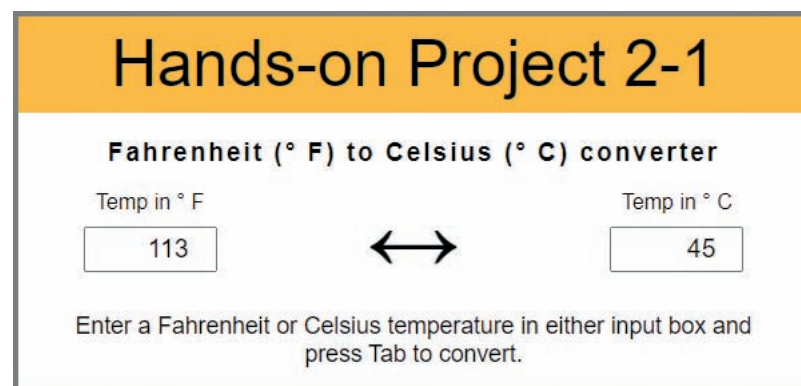 Hands-on Project 2-1
Fahrenheit (° F) to Celsius (° C) converter
Temp in ° F
Temp in ° C
113
45
Enter a Fahrenheit or Celsius temperature in either input box and
press Tab to convert.